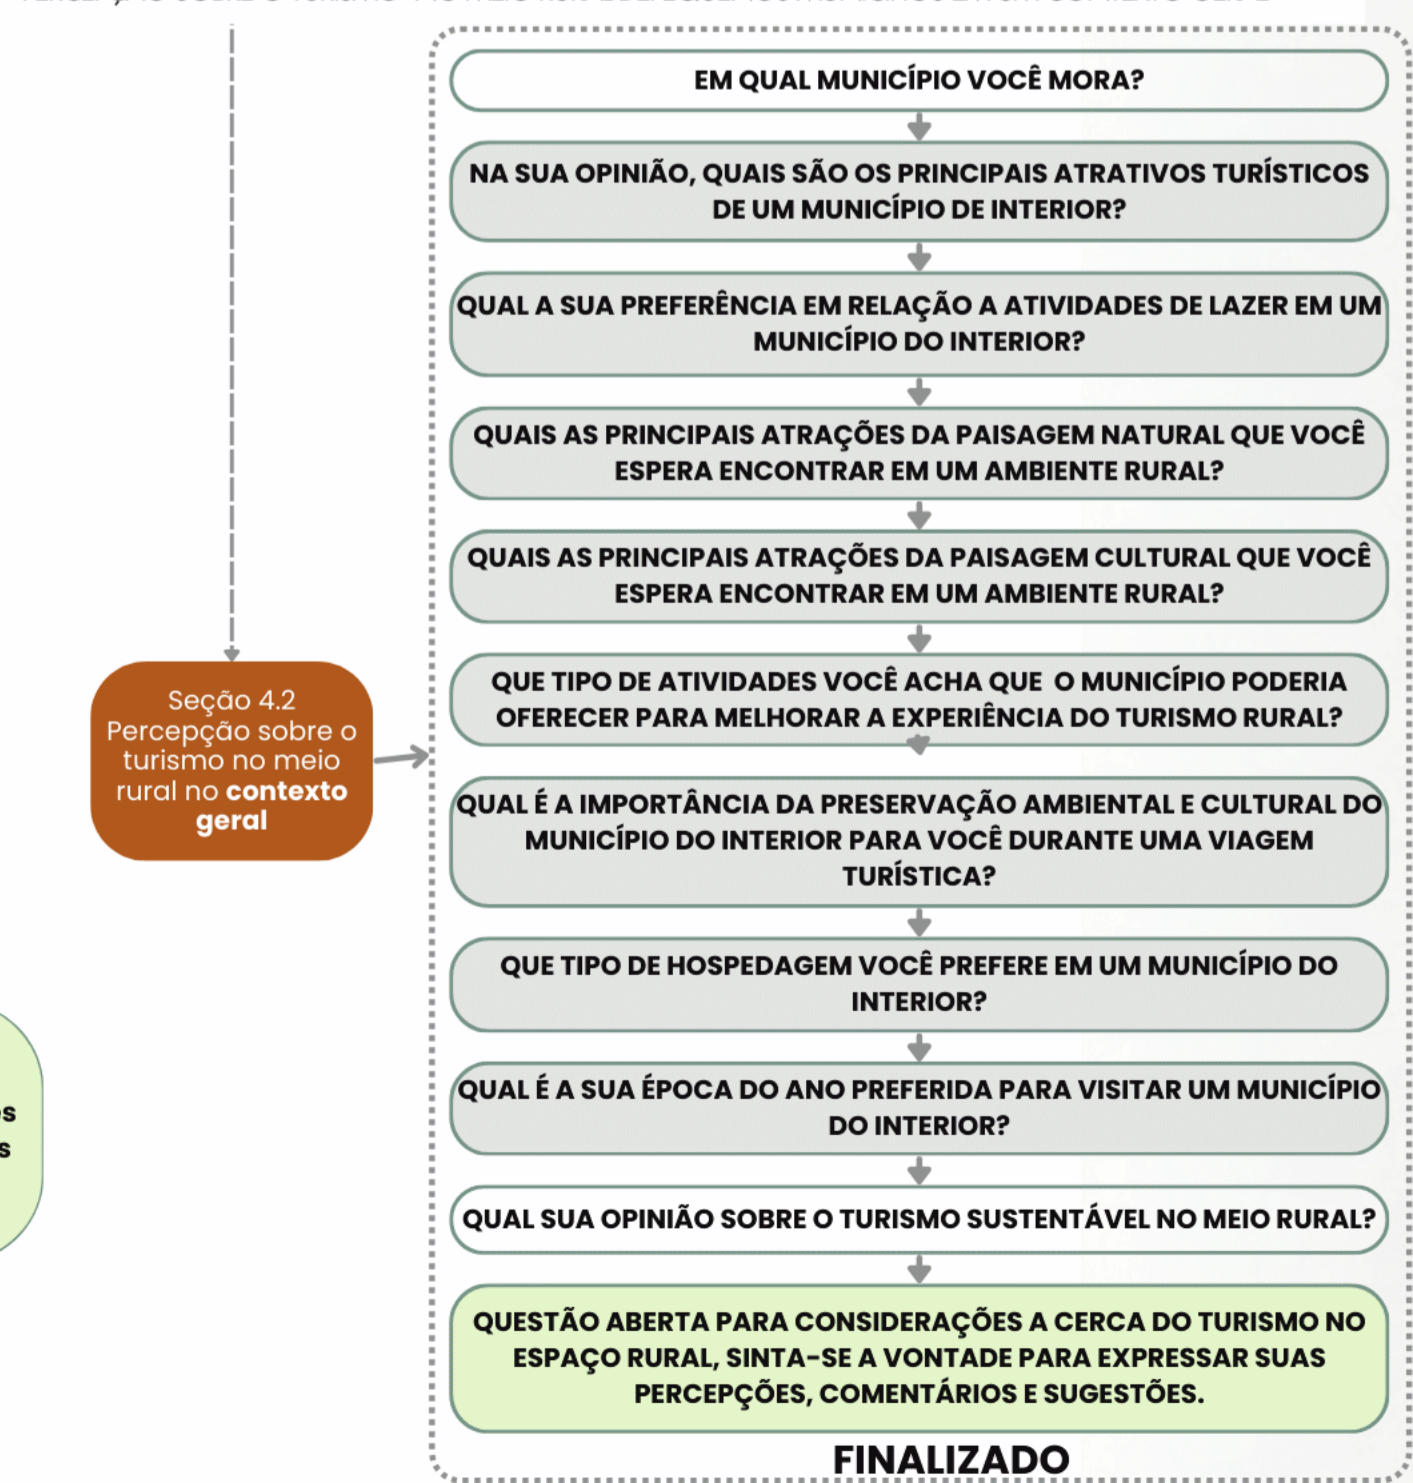 EM QUAL MUNICÍPIO VOCÊ MORA?
NA SUA OPINIÃO, QUAIS SÃO OS PRINCIPAIS ATRATIVOS TURÍSTICOS
DE UM MUNICÍPIO DE INTERIOR?
QUAL A SUA PREFERÊNCIA EM RELAÇÃO A ATIVIDADES DE LAZER EM UM
MUNICÍPIO DO INTERIOR?
QUAIS AS PRINCIPAIS ATRAÇÕES DA PAISAGEM NATURAL QUE VOCÊ
ESPERA ENCONTRAR EM UM AMBIENTE RURAL?
QUAIS AS PRINCIPAIS ATRAÇÕES DA PAISAGEM CULTURAL QUE VOCÊ
ESPERA ENCONTRAR EM UM AMBIENTE RURAL?
QUE TIPO DE ATIVIDADES VOCÊ ACHA QUE O MUNICÍPIO PODERIA
OFERECER PARA MELHORAR A EXPERIÊNCIA DO TURISMO RURAL?
Seção 4.2
Percepção sobre o
turismo no meio
rural no contexto
geral
QUAL É A IMPORTÂNCIA DA PRESERVAÇÃO AMBIENTAL E CULTURAL DO
MUNICÍPIO DO INTERIOR PARA VOCÊ DURANTE UMA VIAGEM
TURÍSTICA?
QUE TIPO DE HOSPEDAGEM VOCÊ PREFERE EM UM MUNICÍPIO DO
INTERIOR?
QUAL É A SUA ÉPOCA DO ANO PREFERIDA PARA VISITAR UM MUNICÍPIO
DO INTERIOR?
QUAL SUA OPINIÃO SOBRE O TURISMO SUSTENTÁVEL NO MEIO RURAL?
QUESTÃO ABERTA PARA CONSIDERAÇÕES A CERCA DO TURISMO NO
ESPAÇO RURAL, SINTA-SE A VONTADE PARA EXPRESSAR SUAS
PERCEPÇÕES, COMENTÁRIOS E SUGESTÕES.
FINALIZADO